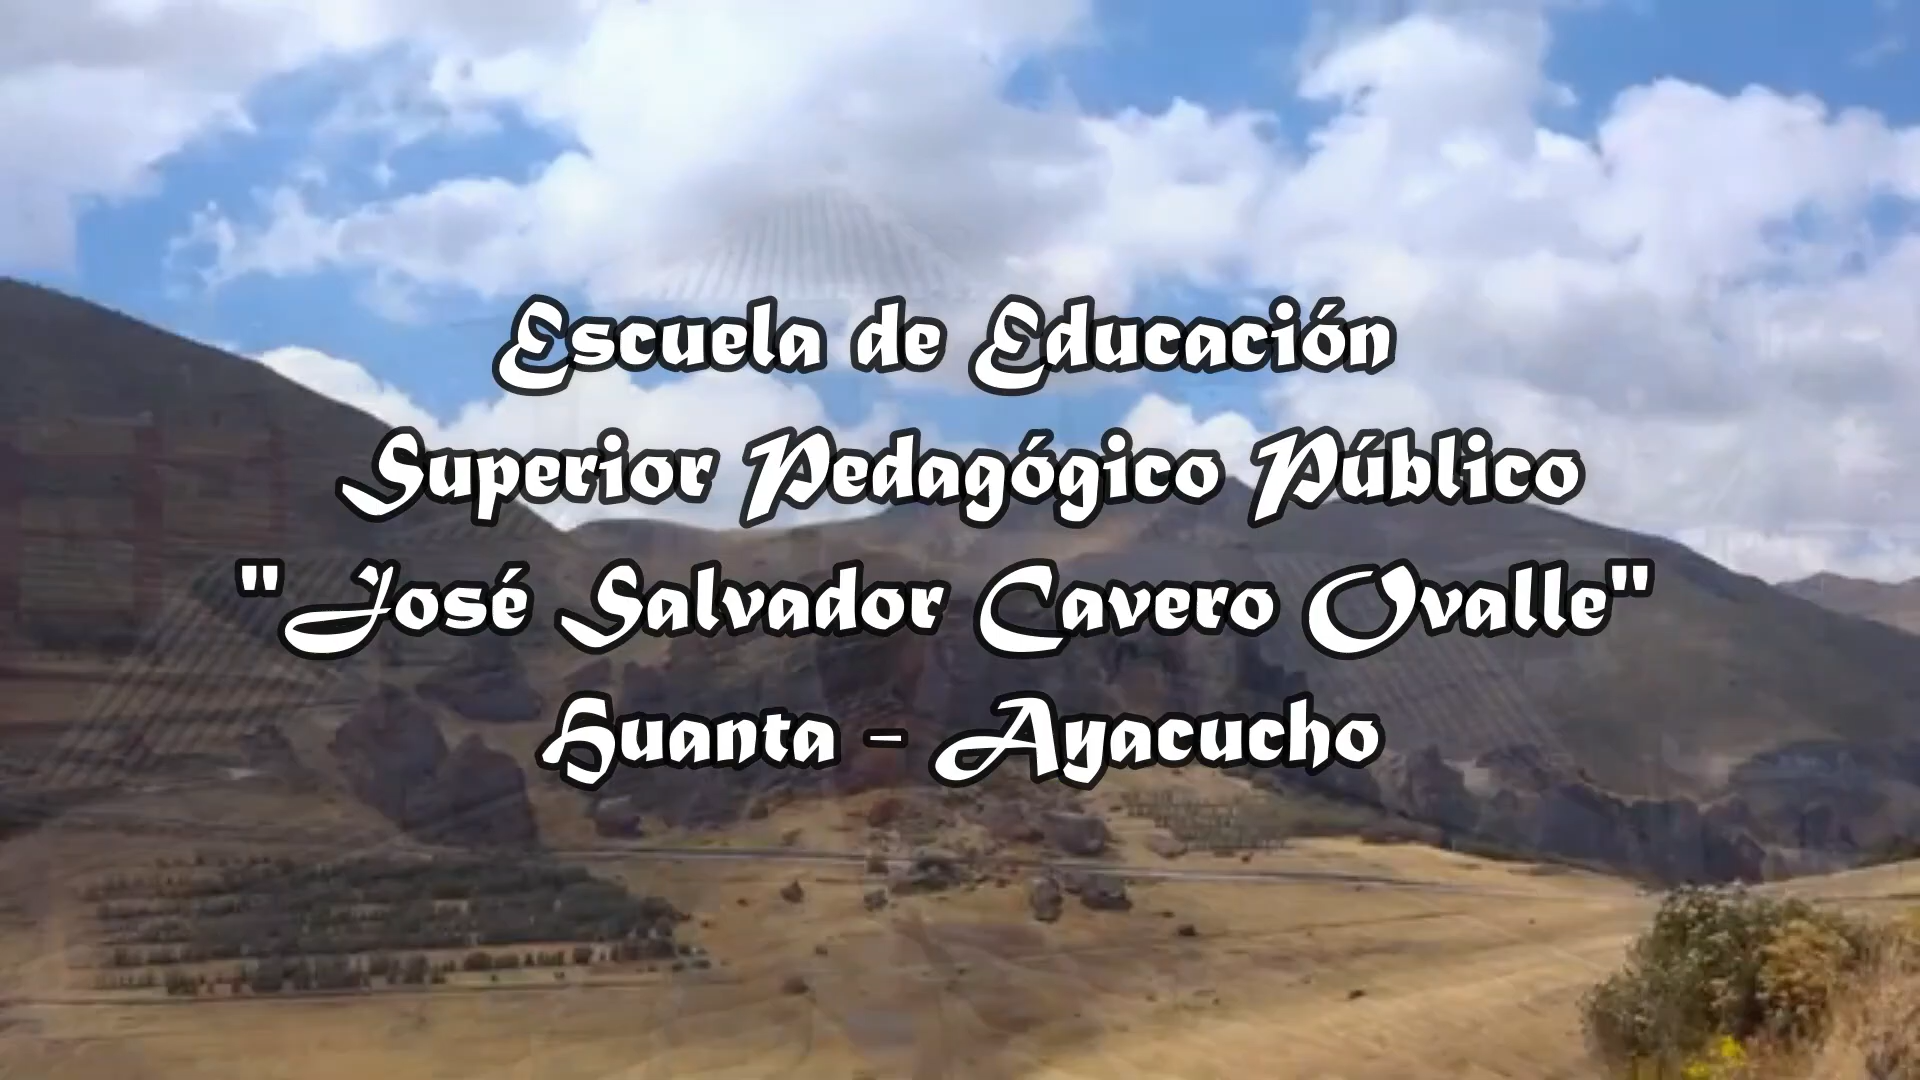 Escuela de Educación
Superior Pedagógico Público
"José Salvador Cavero Ovalle"
Huanta - Ayacucho